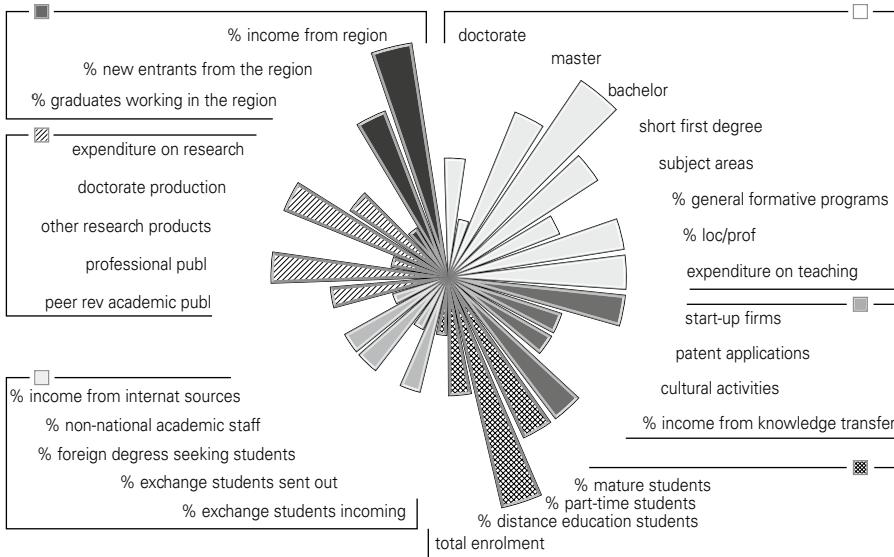 % income from region
% new entrants from the region
% graduates working in the region
expenditure on research
doctorate production
other research products
professional publ
peer rev academic publ
% income from internat sources
% non-national academic staff
% foreign degress seeking students
% exchange students sent out
% exchange students incoming
doctorate
master
bachelor
short first degree
subject areas
% general formative programs
% loc/prof
expenditure on teaching
start-up firms
patent applications
cultural activities
% income from knowledge transfer
% mature students
% part-time students
% distance education students
total enrolment